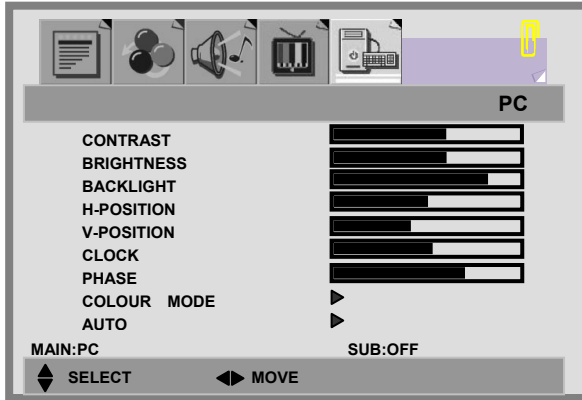 PC
CONTRAST
BRIGHTNESS
BACKLIGHT
H-POSITION
V-POSITION
CLOCK
PHASE
COLOUR MODE
AUTO
MAIN:PC SUB:OFF
SELECT MOVE